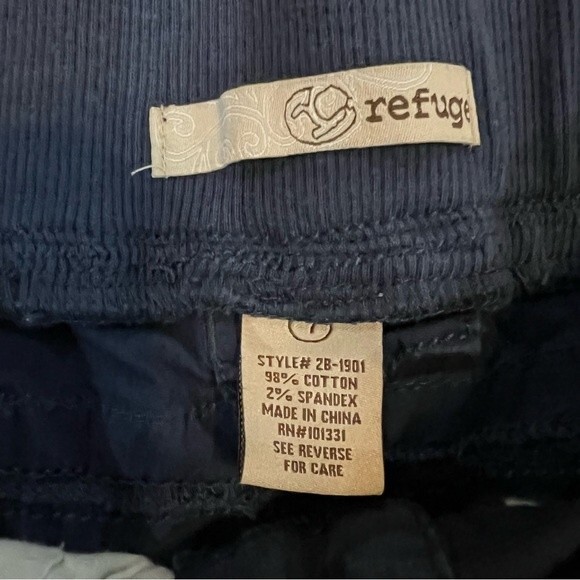 refuge
STYLE# 2B-1901
98% COTTON
2% SPANDEX
MADE IN CHINA
RN#101331
SEE REVERSE
FOR CARE